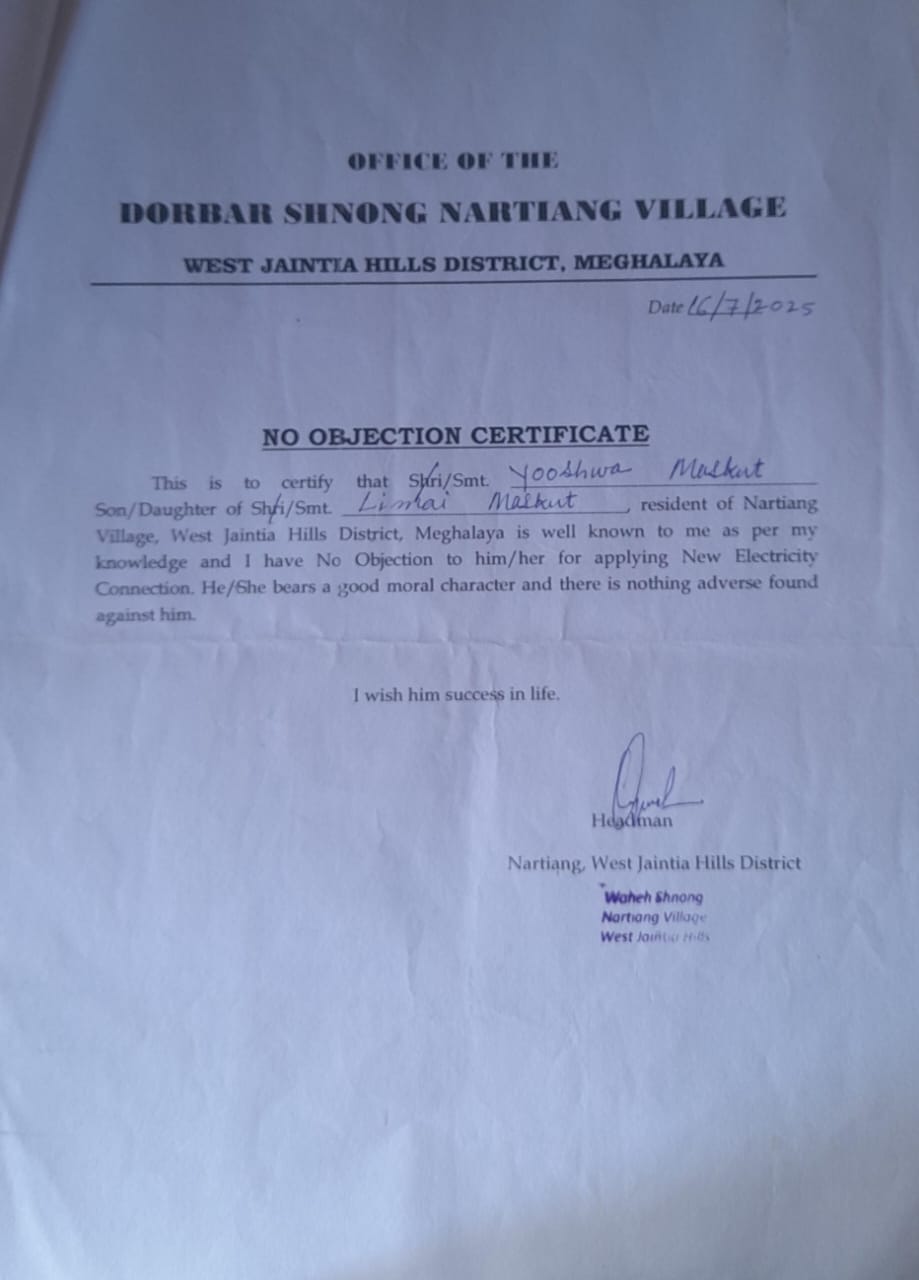 OFFICE OF THE
DORBAR SHNONG NARTIANG VILLAGE
WEST JAINTIA HILLS DISTRICT, MEGHALAYA
Date 16/7/2025
NO OBJECTION CERTIFICATE
This is to certify that Shri/Smt. Yooshwa Maskut
Son/Daughter of Shri/Smt. Limai Maskut, resident of Nartiang
Village, West Jaintia Hills District, Meghalaya is well known to me as per my
knowledge and I have No Objection to him/her for applying New Electricity
Connection. He/She bears a good moral character and there is nothing adverse found
against him.
I wish him success in life.
Headman
Nartiang, West Jaintia Hills District
Waheh Shnong
Nartiang Village
West Jaintia Hills